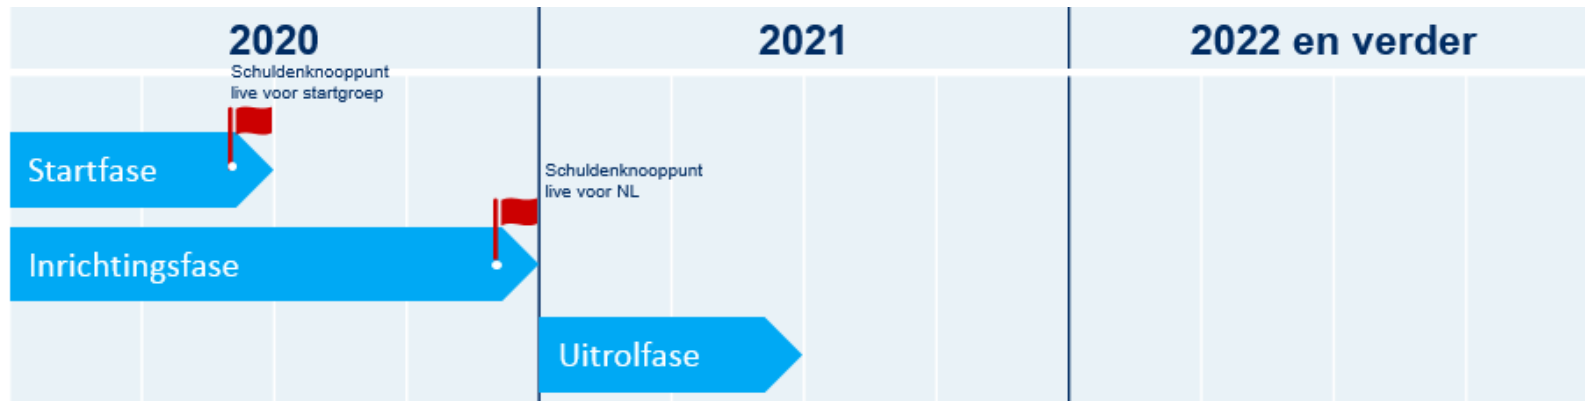 2020
2021
2022 en verder
Schuldenknooppunt
live voor startgroep
Startfase
Schuldenknooppunt
live voor NL
Inrichtingsfase
Uitrolfase